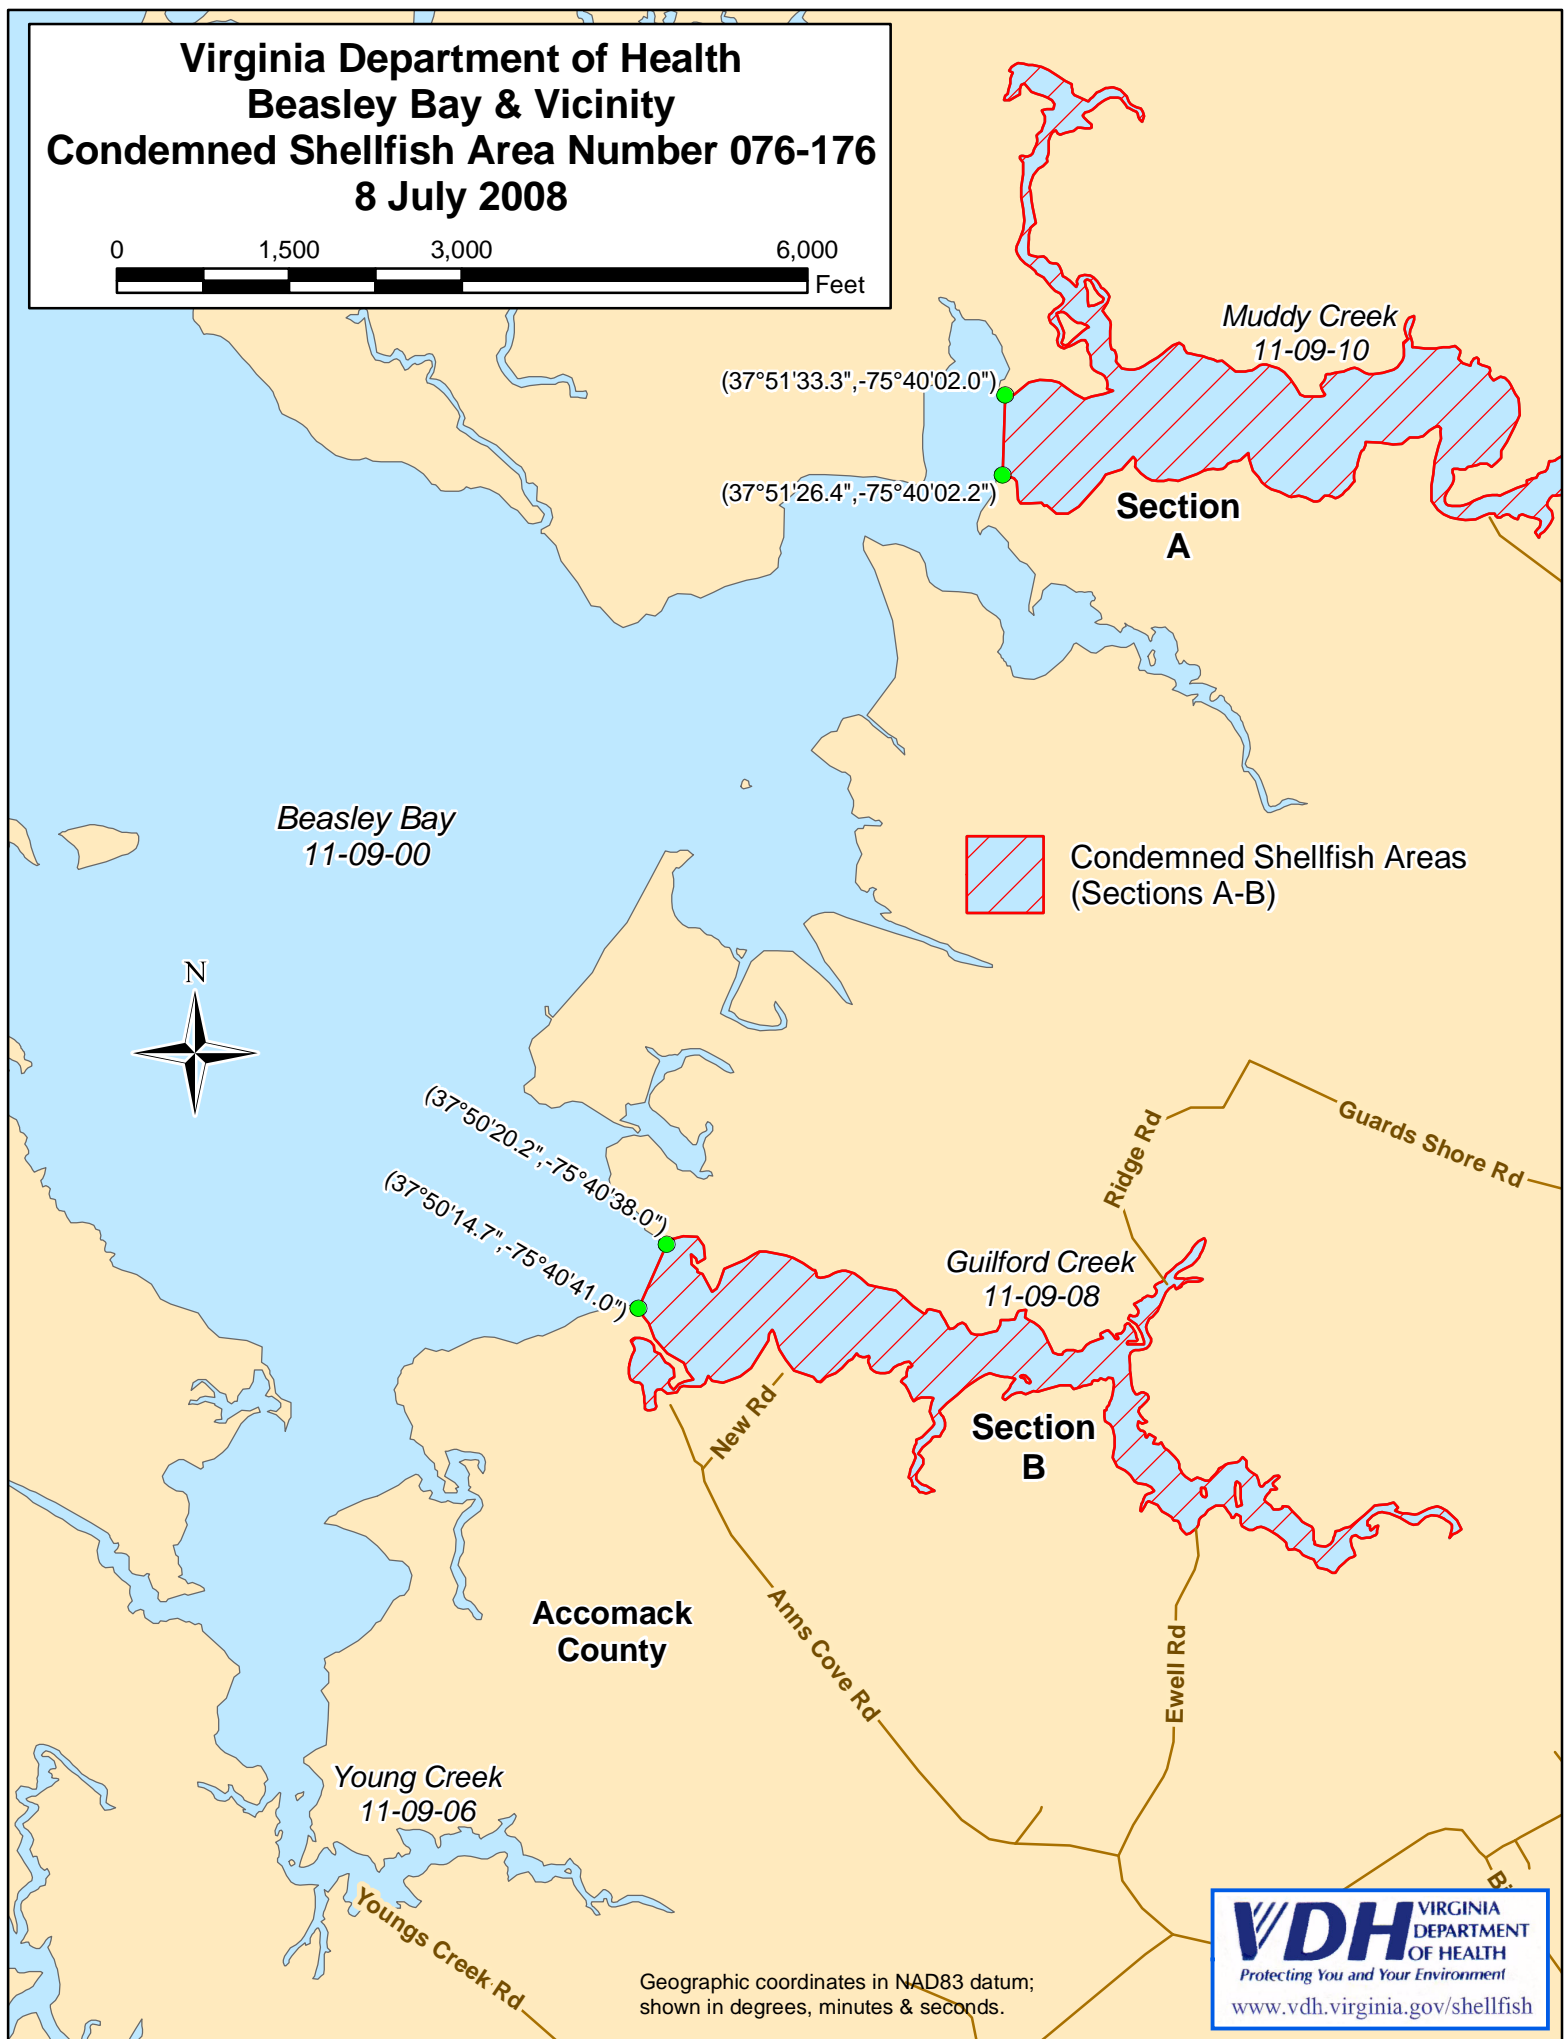 Virginia Department of Health
Beasley Bay & Vicinity
Condemned Shellfish Area Number 076-176
8 July 2008
0 1,500 3,000 6,000
Feet
Muddy Creek
11-09-10
(37°51'33.3",-75°40'02.0")
(37°51'26.4",-75°40'02.2")
Section
A
Beasley Bay
11-09-00
Condemned Shellfish Areas
(Sections A-B)
N
(37°50'20.2",-75°40'38.0")
(37°50'14.7",-75°40'41.0")
Ridge Rd
Guards Shore Rd
Guilford Creek
11-09-08
New Rd
Section
B
Accomack
County
Anns Cove Rd
Ewell Rd
Young Creek
11-09-06
Youngs Creek Rd
Geographic coordinates in NAD83 datum;
shown in degrees, minutes & seconds.
VDH VIRGINIA
DEPARTMENT
OF HEALTH
Protecting You and Your Environment
www.vdh.virginia.gov/shellfish